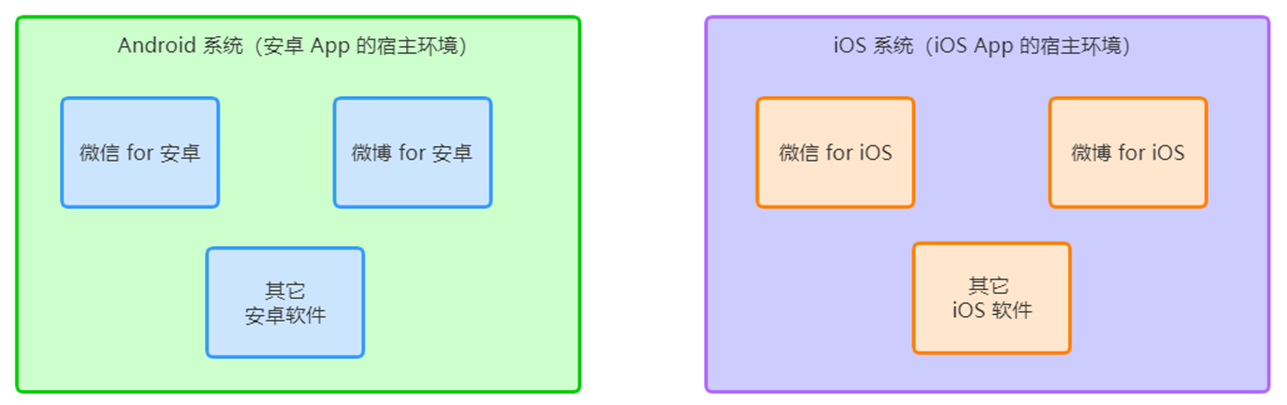 Android 系统（安卓 App 的宿主环境）
微信 for 安卓
微博 for 安卓
其它
安卓软件
iOS 系统（iOS App 的宿主环境）
微信 for iOS
微博 for iOS
其它
iOS 软件